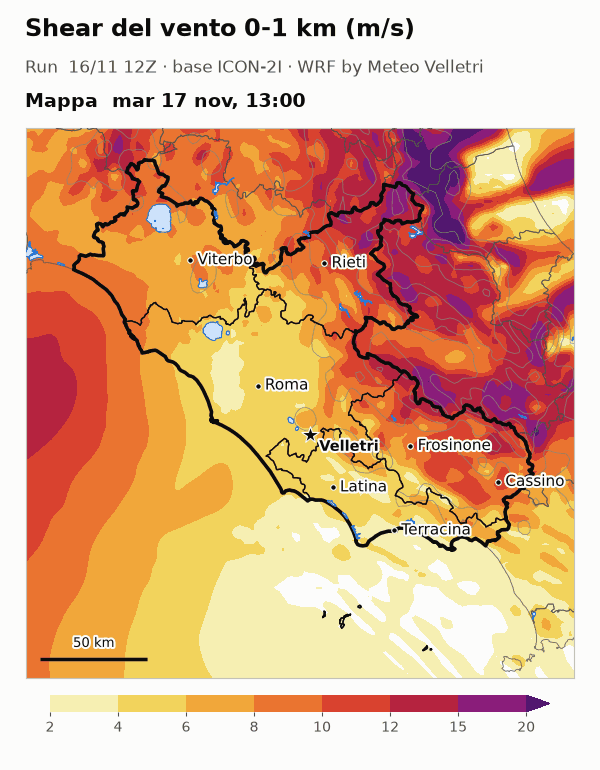 Shear del vento 0-1 km (m/s)
Run 16/11 12Z · base ICON-2I · WRF by Meteo Velletri
Mappa mar 17 nov, 13:00
Viterbo
Rieti
Roma
Velletri
Frosinone
Latina
Cassino
Terracina
50 km
2 4 6 8 10 12 15 20